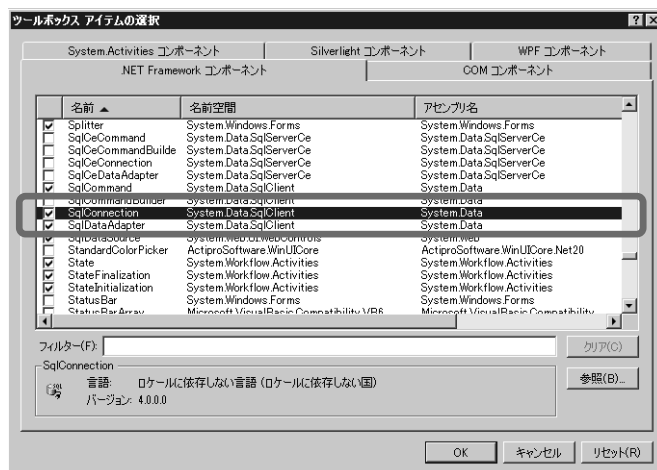 ツールボックス アイテムの選択
System.Activities コンポーネント Silverlight コンポーネント WPF コンポーネント
.NET Framework コンポーネント COM コンポーネント
名前 名前空間 アセンブリ名
Splitter System.Windows.Forms System.Windows.Forms
SqlCeCommand System.Data.SqlServerCe System.Data.SqlServerCe
SqlCeCommandBuilde System.Data.SqlServerCe System.Data.SqlServerCe
SqlCeConnection System.Data.SqlServerCe System.Data.SqlServerCe
SqlCeDataAdapter System.Data.SqlServerCe System.Data.SqlServerCe
SqlCommand System.Data.SqlClient System.Data
SqlCommandBuilder System.Data.SqlClient System.Data
SqlConnection System.Data.SqlClient System.Data
SqlDataAdapter System.Data.SqlClient System.Data
SqlDataSource System.Web.UI.WebControls System.Web
StandardColorPicker ActiproSoftware.WinUICore ActiproSoftware.WinUICore.Net20
State System.Workflow.Activities System.Workflow.Activities
StateFinalization System.Workflow.Activities System.Workflow.Activities
StateInitialization System.Workflow.Activities System.Workflow.Activities
StatusBar System.Windows.Forms System.Windows.Forms
StatusBarArray Microsoft.VisualBasic.Compatibility.VB6 Microsoft.VisualBasic.Compatibility
フィルター(F): クリア(C)
SqlConnection
言語: ロケールに依存しない言語 (ロケールに依存しない国) 参照(B)...
バージョン: 4.0.0.0
OK キャンセル リセット(R)